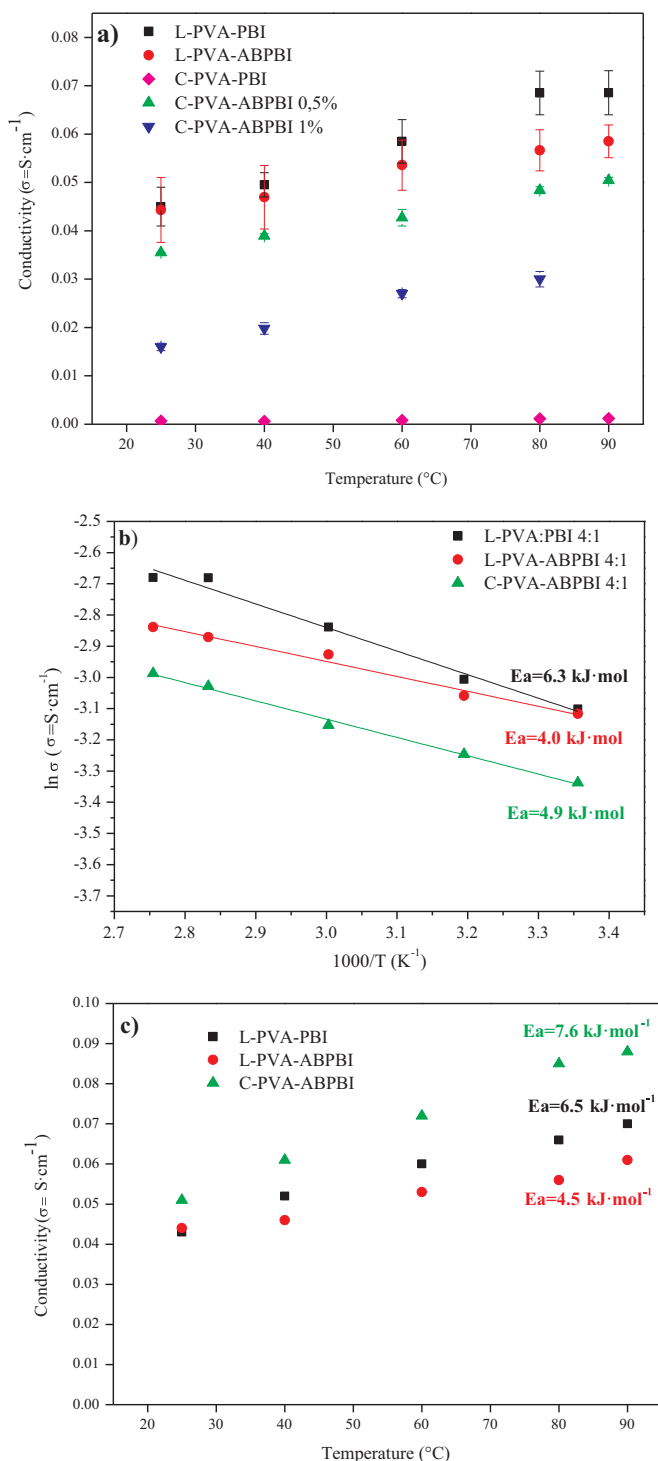 a)
L-PVA-PBI
L-PVA-ABPBI
C-PVA-PBI
C-PVA-ABPBI 0,5%
C-PVA-ABPBI 1%
0.08
0.07
0.06
0.05
0.04
0.03
0.02
0.01
0.00
Conductivity (σ=S·cm⁻¹)
20 30 40 50 60 70 80 90
Temperature (°C)
b)
L-PVA:PBI 4:1
L-PVA-ABPBI 4:1
C-PVA-ABPBI 4:1
-2.5
-2.6
-2.7
-2.8
-2.9
-3.0
-3.1
-3.2
-3.3
-3.4
-3.5
-3.6
-3.7
ln σ (σ=S·cm⁻¹)
Ea=6.3 kJ·mol
Ea=4.0 kJ·mol
Ea=4.9 kJ·mol
2.7 2.8 2.9 3.0 3.1 3.2 3.3 3.4
1000/T (K⁻¹)
c)
L-PVA-PBI
L-PVA-ABPBI
C-PVA-ABPBI
0.10
0.09
0.08
0.07
0.06
0.05
0.04
0.03
0.02
0.01
0.00
Conductivity (σ= S·cm⁻¹)
Ea=7.6 kJ·mol⁻¹
Ea=6.5 kJ·mol⁻¹
Ea=4.5 kJ·mol⁻¹
20 30 40 50 60 70 80 90
Temperature (°C)